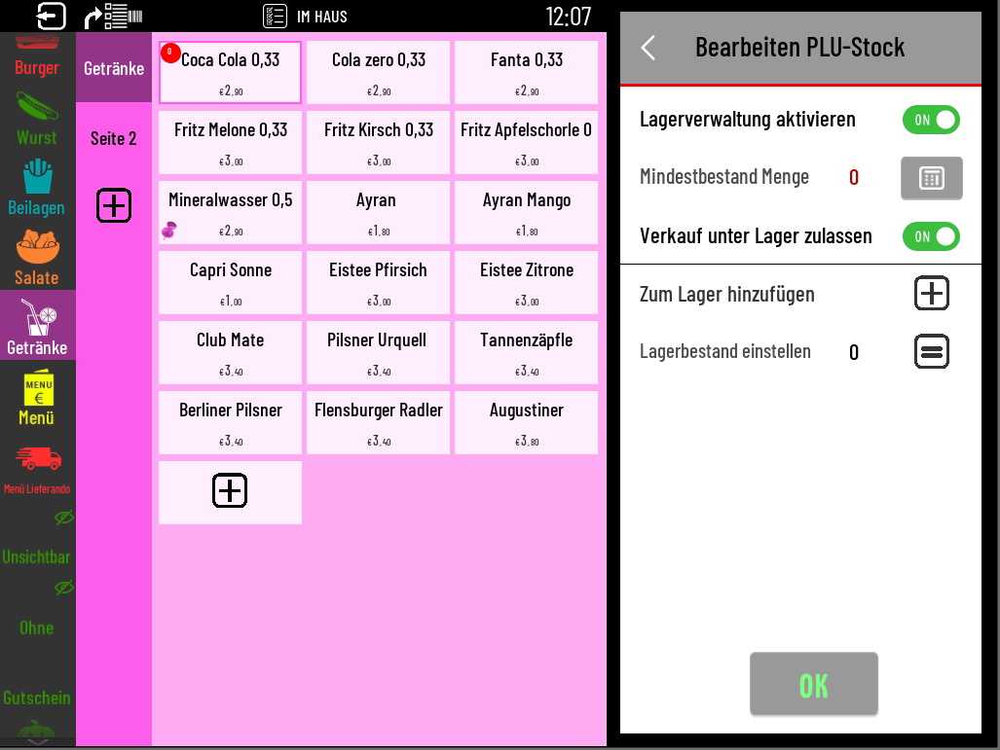 IM HAUS
12:07
Burger
Wurst
Beilagen
Salate
Getränke
MENU
€
Menü
Menü Lieferando
Unsichtbar
Ohne
Gutschein
Getränke
Seite 2
0
Coca Cola 0,33
€2,90
Cola zero 0,33
€2,90
Fanta 0,33
€2,90
Fritz Melone 0,33
€3,00
Fritz Kirsch 0,33
€3,00
Fritz Apfelschorle 0
€3,00
Mineralwasser 0,5
€2,90
Ayran
€1,80
Ayran Mango
€1,80
Capri Sonne
€1,00
Eistee Pfirsich
€3,00
Eistee Zitrone
€3,00
Club Mate
€3,40
Pilsner Urquell
€3,40
Tannenzäpfle
€3,40
Berliner Pilsner
€3,40
Flensburger Radler
€3,40
Augustiner
€3,80
Bearbeiten PLU-Stock
Lagerverwaltung aktivieren
ON
Mindestbestand Menge 0
Verkauf unter Lager zulassen
ON
Zum Lager hinzufügen
Lagerbestand einstellen 0
OK